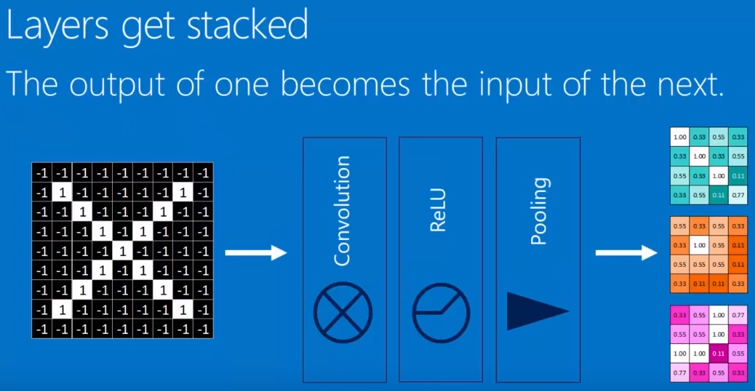 Layers get stacked
The output of one becomes the input of the next.
-1 -1 -1 -1 -1 -1 -1 -1 -1
-1 1 -1 -1 -1 -1 -1 1 -1
-1 -1 1 -1 -1 -1 1 -1 -1
-1 -1 -1 1 -1 1 -1 -1 -1
-1 -1 -1 -1 1 -1 -1 -1 -1
-1 -1 -1 1 -1 1 -1 -1 -1
-1 -1 1 -1 -1 -1 1 -1 -1
-1 1 -1 -1 -1 -1 -1 1 -1
-1 -1 -1 -1 -1 -1 -1 -1 -1
Convolution
ReLU
Pooling
1.00 0.33 0.55 0.33
0.33 1.00 0.33 0.55
0.55 0.33 1.00 0.11
0.33 0.55 0.11 0.77
0.55 0.33 0.55 0.33
0.33 1.00 0.55 0.11
0.55 0.55 0.55 0.11
0.33 0.11 0.11 0.33
0.33 0.55 1.00 0.77
0.55 0.55 1.00 0.33
1.00 1.00 0.11 0.55
0.77 0.33 0.55 0.33